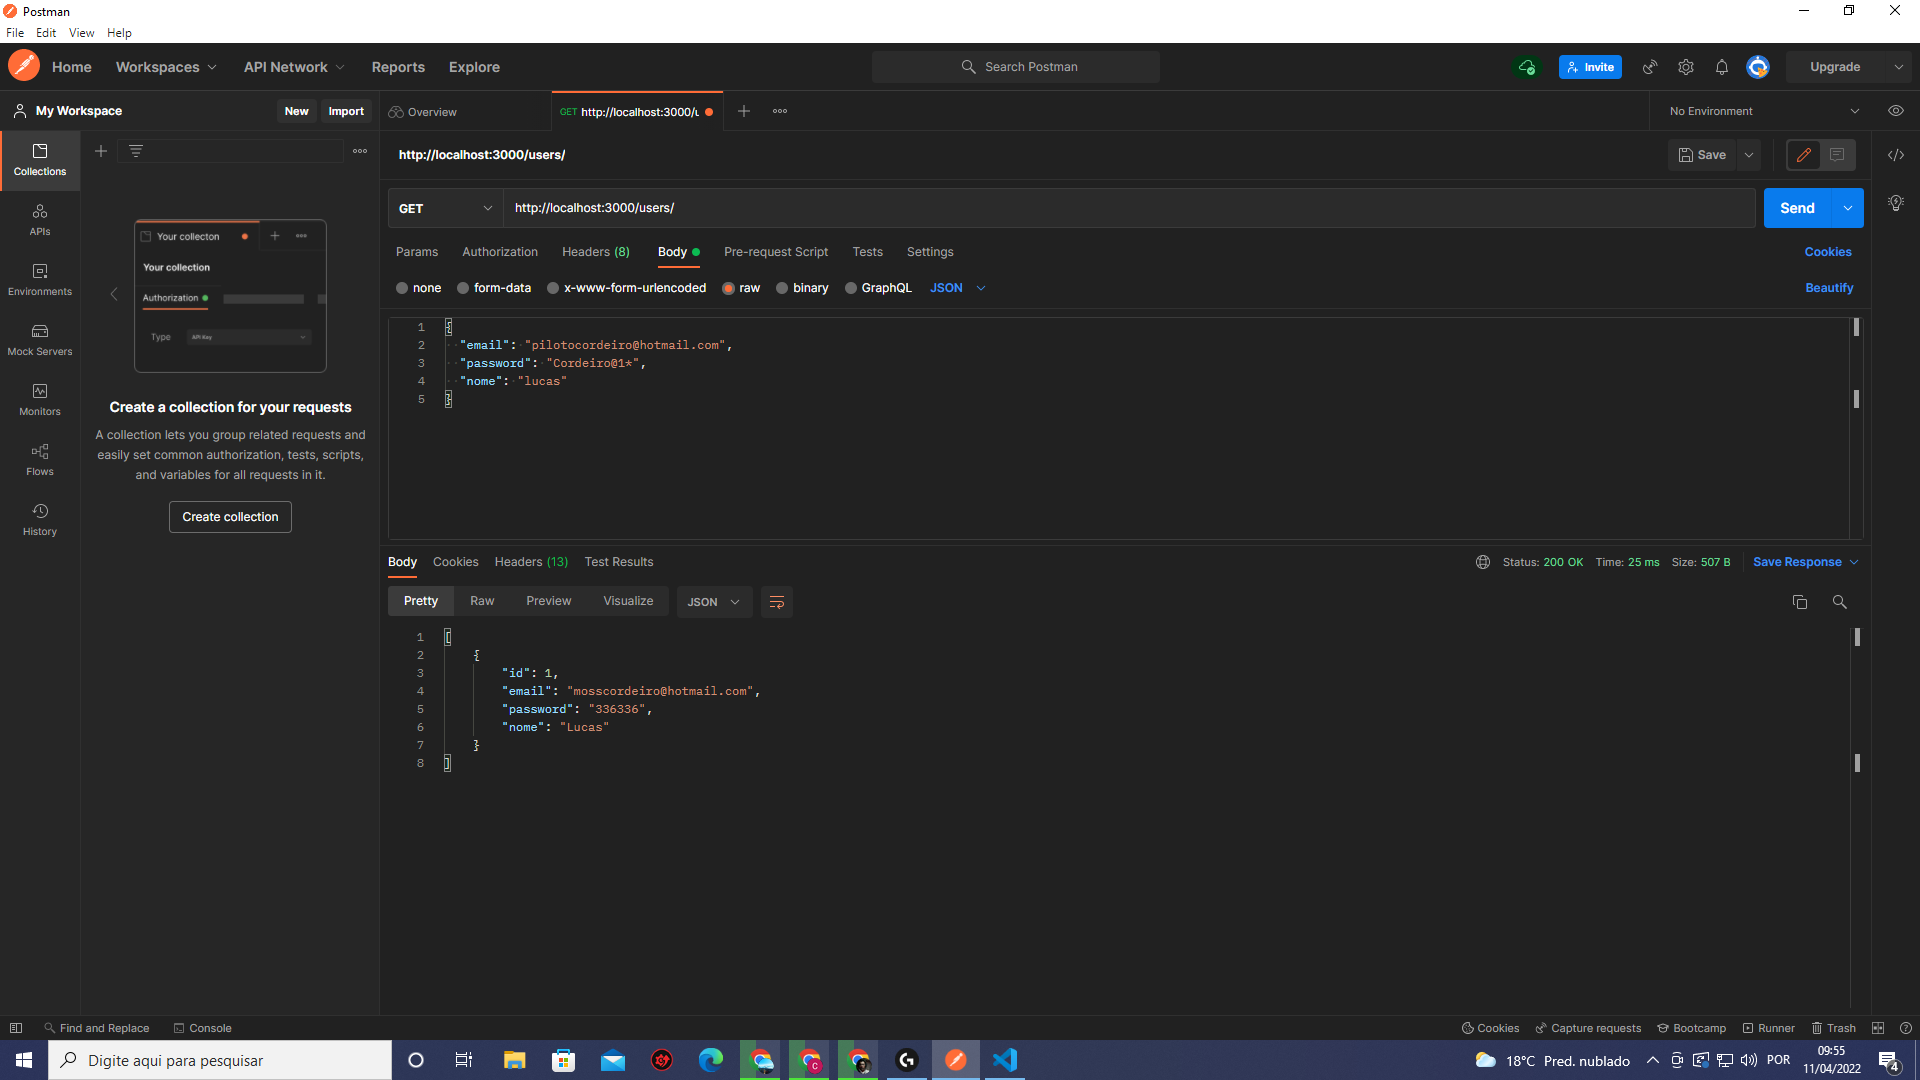 Postman
File Edit View Help
Home Workspaces API Network Reports Explore Search Postman Invite Upgrade
My Workspace New Import Overview GET http://localhost:3000/u No Environment
http://localhost:3000/users/ Save
Collections
APIs
Environments
Mock Servers
Monitors
Flows
History
Your collecton
Your collection
Authorization
Type API Key
Create a collection for your requests
A collection lets you group related requests and
easily set common authorization, tests, scripts,
and variables for all requests in it.
Create collection
GET http://localhost:3000/users/ Send
Params Authorization Headers (8) Body Pre-request Script Tests Settings Cookies
none form-data x-www-form-urlencoded raw binary GraphQL JSON Beautify
1 {
2 "email": "pilotocordeiro@hotmail.com",
3 "password": "Cordeiro@1*",
4 "nome": "lucas"
5 }
Body Cookies Headers (13) Test Results Status: 200 OK Time: 25 ms Size: 507 B Save Response
Pretty Raw Preview Visualize JSON
1 [
2 {
3 "id": 1,
4 "email": "mosscordeiro@hotmail.com",
5 "password": "336336",
6 "nome": "Lucas"
7 }
8 ]
Find and Replace Console Cookies Capture requests Bootcamp Runner Trash
Digite aqui para pesquisar 18°C Pred. nublado POR 09:55
11/04/2022 4